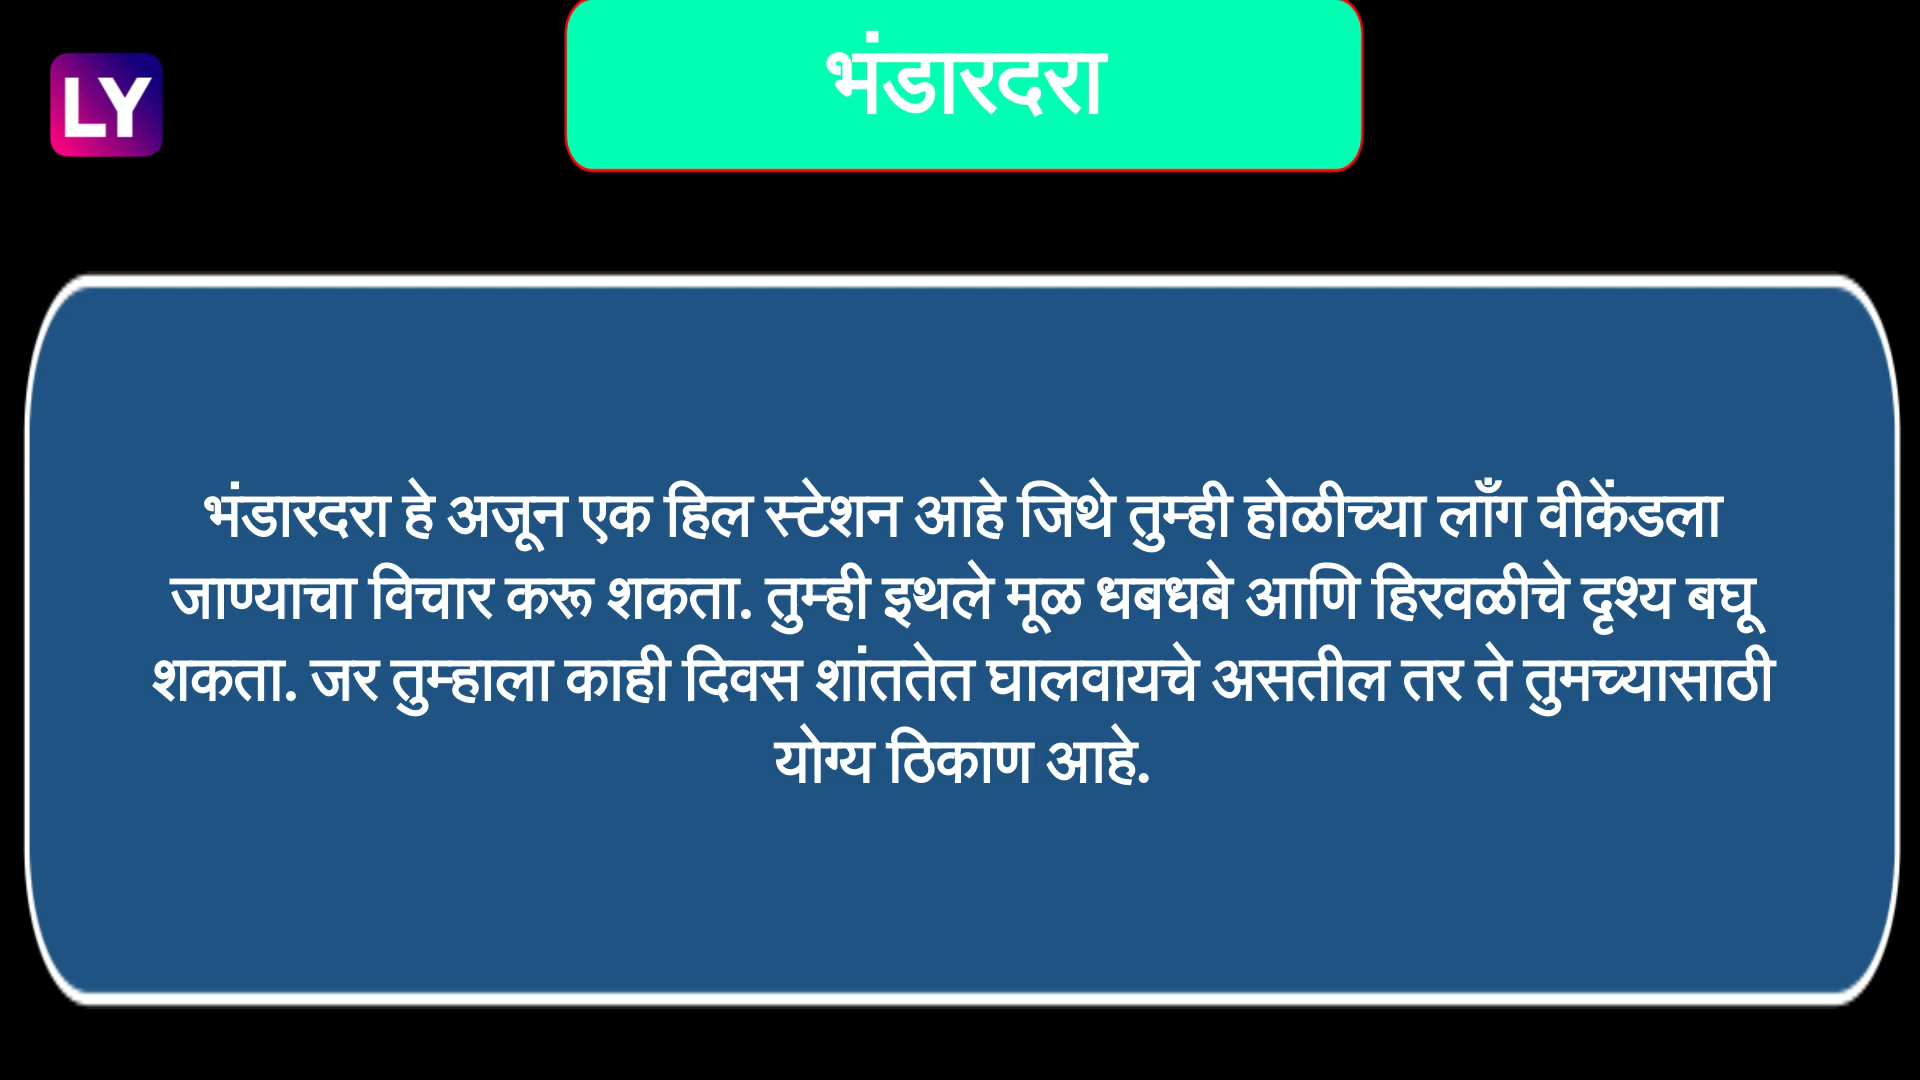 LY
भंडारदरा
भंडारदरा हे अजून एक हिल स्टेशन आहे जिथे तुम्ही होळीच्या लाँग वीकेंडला
जाण्याचा विचार करू शकता. तुम्ही इथले मूळ धबधबे आणि हिरवळीचे दृश्य बघू
शकता. जर तुम्हाला काही दिवस शांततेत घालवायचे असतील तर ते तुमच्यासाठी
योग्य ठिकाण आहे.